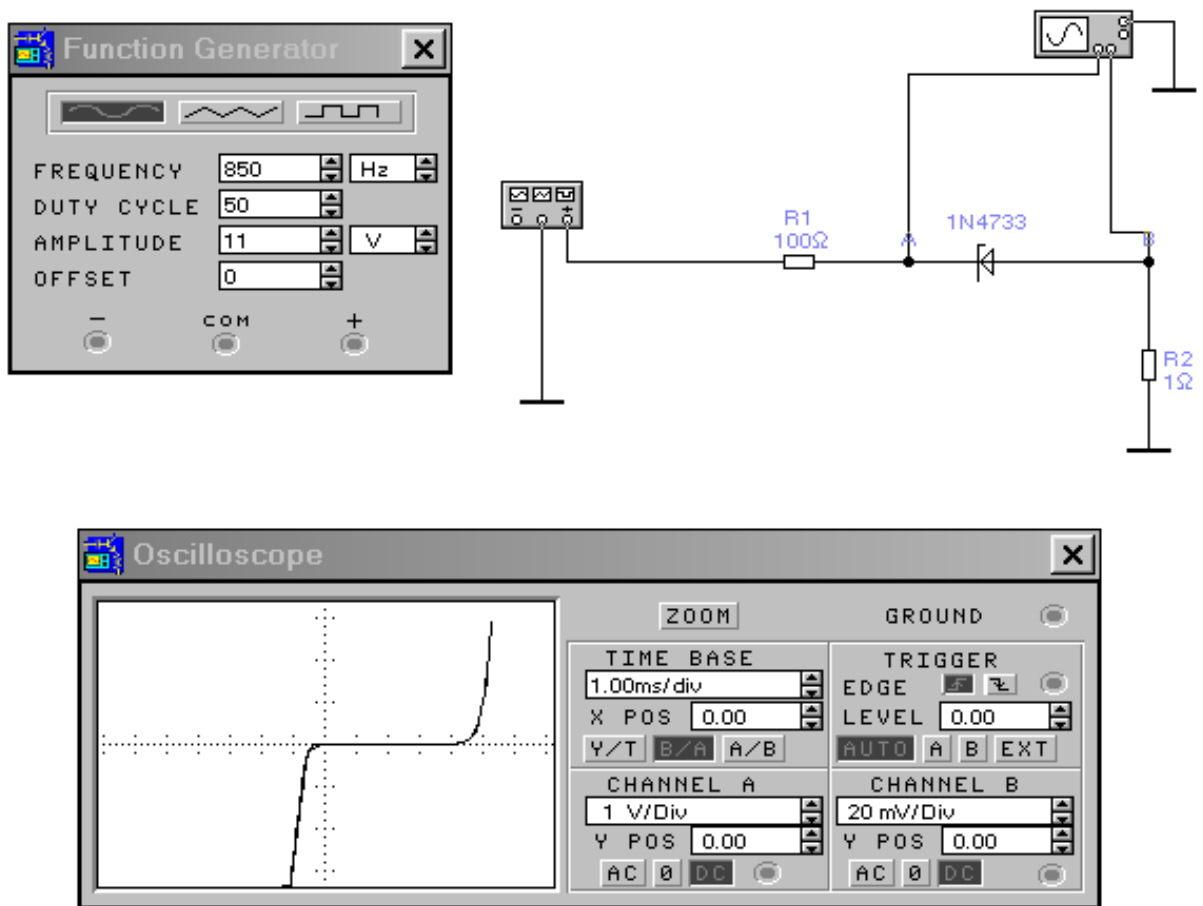 Function Generator
FREQUENCY 850 Hz
DUTY CYCLE 50
AMPLITUDE 11 V
OFFSET 0
− COM +
− +
R1
100Ω
A
1N4733
B
R2
1Ω
Oscilloscope
ZOOM GROUND
TIME BASE
1.00ms/div
X POS 0.00
Y/T B/A A/B
TRIGGER
EDGE
LEVEL 0.00
AUTO A B EXT
CHANNEL A
1 V/Div
Y POS 0.00
AC 0 DC
CHANNEL B
20 mV/Div
Y POS 0.00
AC 0 DC